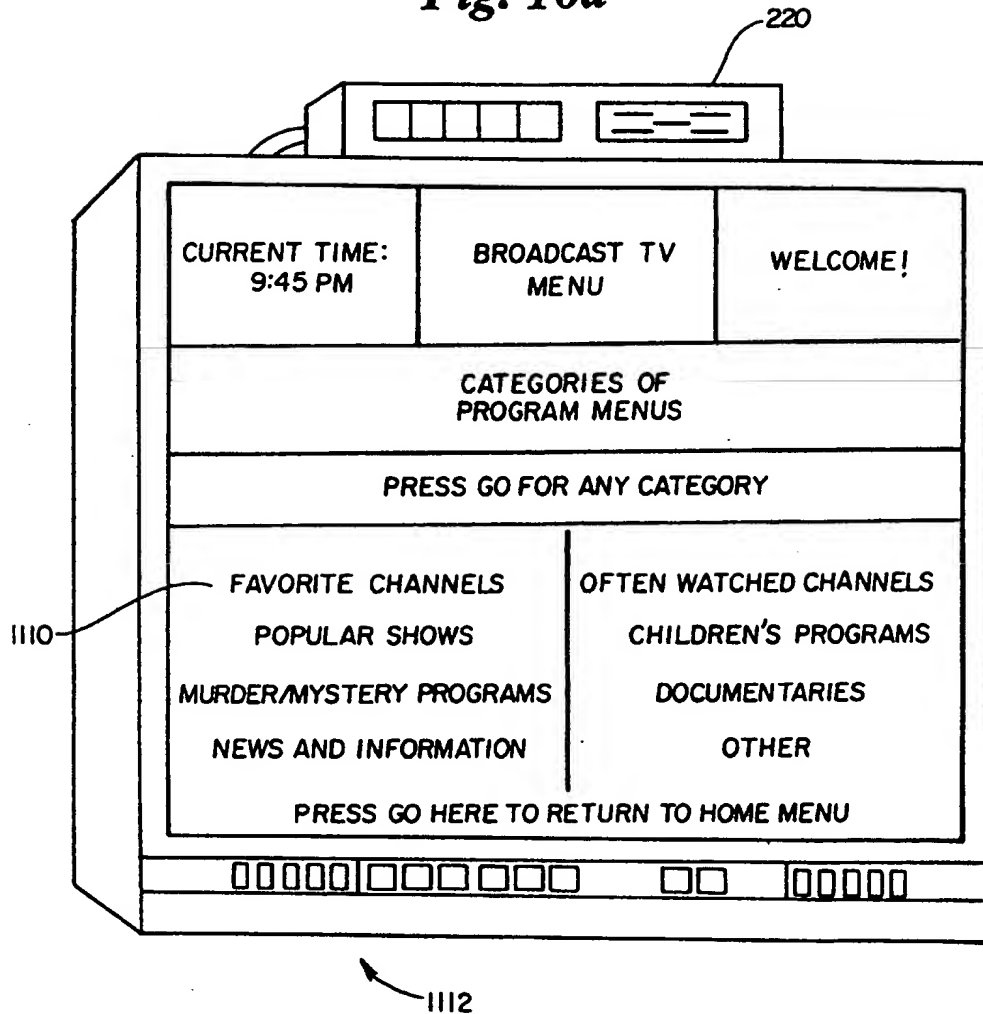 Fig. 16a
220
CURRENT TIME:
9:45 PM
BROADCAST TV
MENU
WELCOME!
CATEGORIES OF
PROGRAM MENUS
PRESS GO FOR ANY CATEGORY
FAVORITE CHANNELS
OFTEN WATCHED CHANNELS
1110
POPULAR SHOWS
CHILDREN'S PROGRAMS
MURDER/MYSTERY PROGRAMS
DOCUMENTARIES
NEWS AND INFORMATION
OTHER
PRESS GO HERE TO RETURN TO HOME MENU
1112